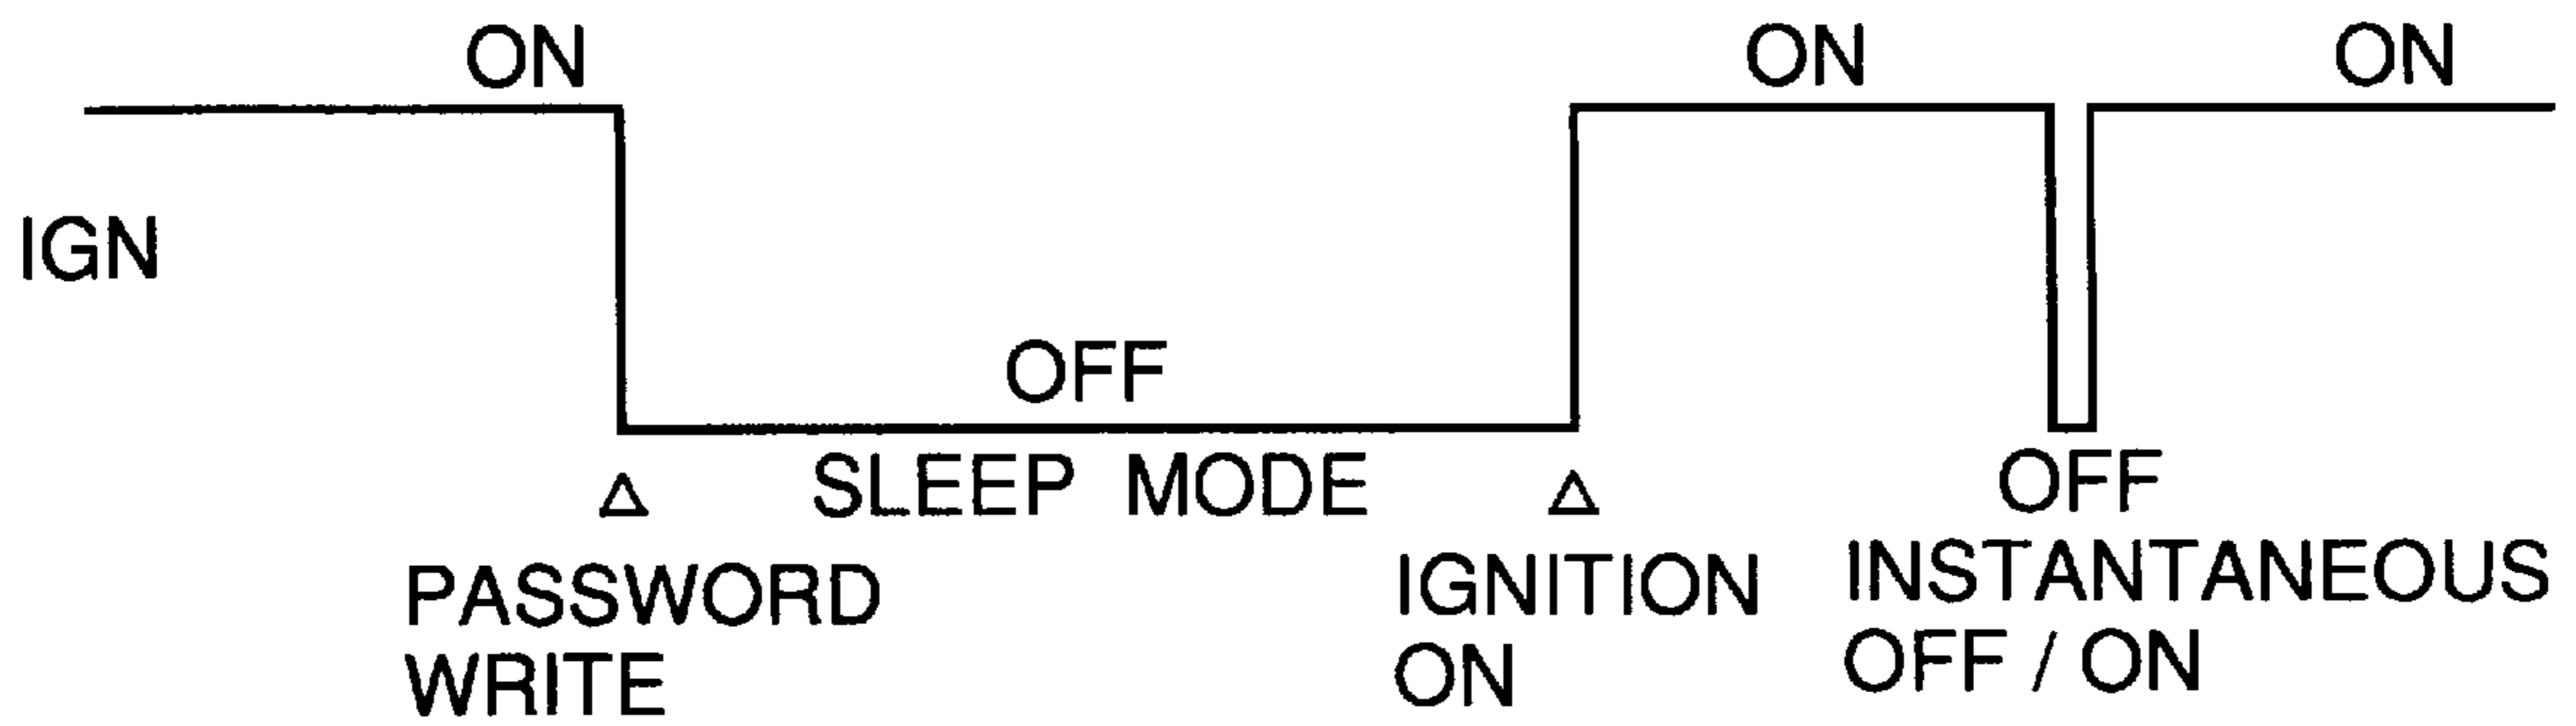 ON ON ON
IGN
OFF
SLEEP MODE OFF
PASSWORD WRITE
IGNITION ON
INSTANTANEOUS OFF / ON